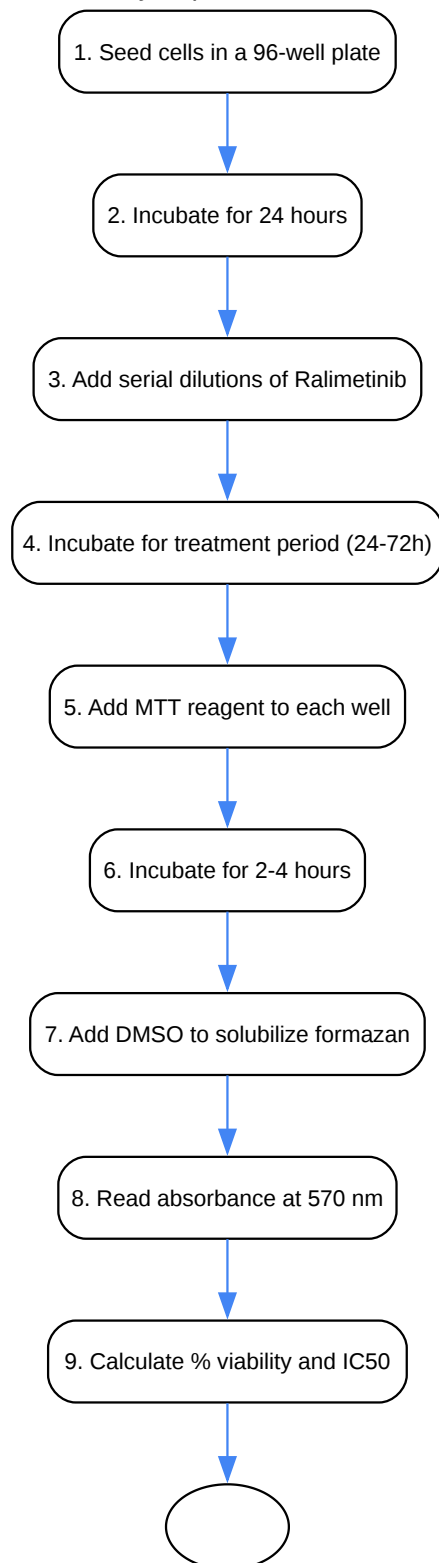 1. Seed cells in a 96-well plate
2. Incubate for 24 hours
3. Add serial dilutions of Ralimetinib
4. Incubate for treatment period (24-72h)
5. Add MTT reagent to each well
6. Incubate for 2-4 hours
7. Add DMSO to solubilize formazan
8. Read absorbance at 570 nm
9. Calculate % viability and IC50